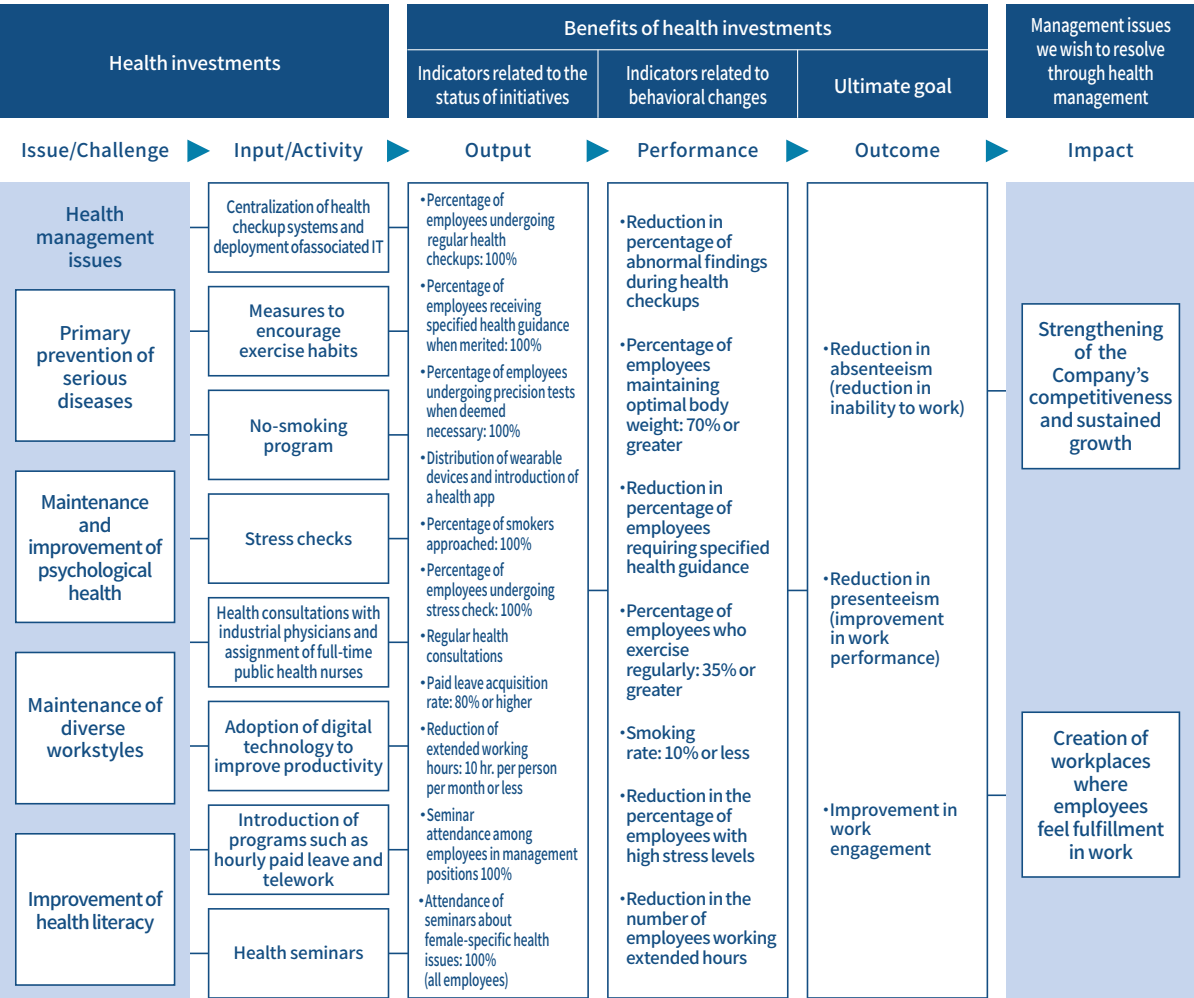 Health investments
Benefits of health investments
Indicators related to the
status of initiatives
Indicators related to
behavioral changes
Ultimate goal
Management issues
we wish to resolve
through health
management
Issue/Challenge
Input/Activity
Output
Performance
Outcome
Impact
Health
management
issues
Primary
prevention of
serious
diseases
Maintenance
and
improvement of
psychological
health
Maintenance of
diverse
workstyles
Improvement of
health literacy
Centralization of health
checkup systems and
deployment ofassociated IT
Measures to
encourage
exercise habits
No-smoking
program
Stress checks
Health consultations with
industrial physicians and
assignment of full-time
public health nurses
Adoption of digital
technology to
improve productivity
Introduction of
programs such as
hourly paid leave and
telework
Health seminars
•Percentage of
employees undergoing
regular health
checkups: 100%
•Percentage of
employees receiving
specified health guidance
when merited: 100%
•Percentage of employees
undergoing precision tests
when deemed
necessary: 100%
•Distribution of wearable
devices and introduction of
a health app
•Percentage of smokers
approached: 100%
•Percentage of
employees undergoing
stress check: 100%
•Regular health
consultations
•Paid leave acquisition
rate: 80% or higher
•Reduction of
extended working
hours: 10 hr. per person
per month or less
•Seminar
attendance among
employees in management
positions 100%
•Attendance of
seminars about
female-specific health
issues: 100%
(all employees)
•Reduction in
percentage of
abnormal findings
during health
checkups
•Percentage of
employees
maintaining
optimal body
weight: 70% or
greater
•Reduction in
percentage of
employees
requiring specified
health guidance
•Percentage of
employees who
exercise
regularly: 35% or
greater
•Smoking
rate: 10% or less
•Reduction in the
percentage of
employees with
high stress levels
•Reduction in the
number of
employees working
extended hours
•Reduction in
absenteeism
(reduction in
inability to work)
•Reduction in
presenteeism
(improvement
in work
performance)
•Improvement in
work
engagement
Strengthening
of the
Company's
competitiveness
and sustained
growth
Creation of
workplaces
where
employees
feel fulfillment
in work